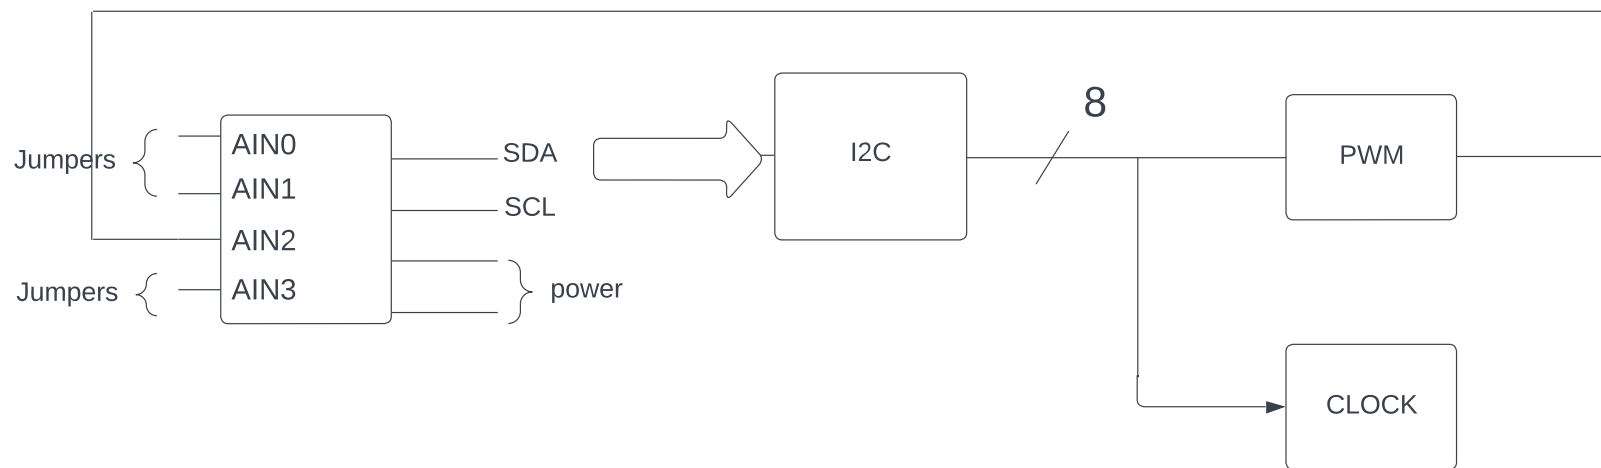 8
Jumpers
AIN0
AIN1
AIN2
AIN3
Jumpers
SDA
SCL
power
I2C
PWM
CLOCK